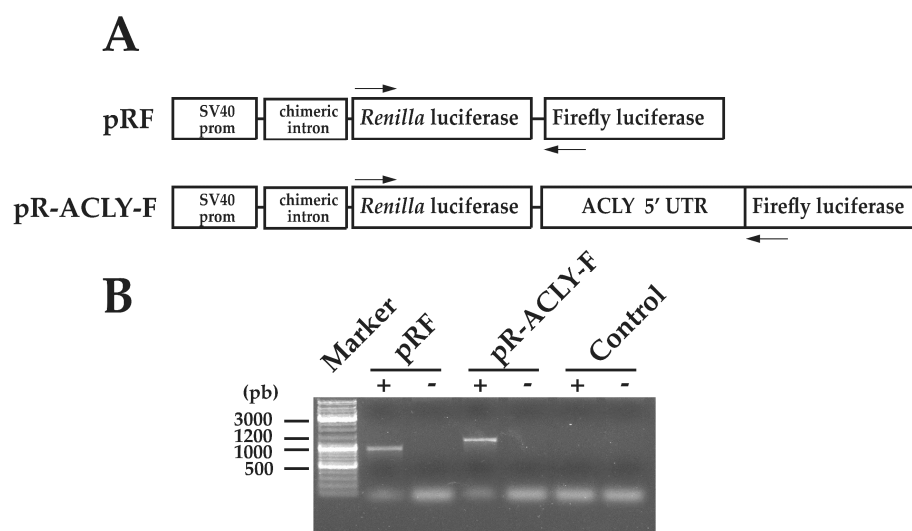 A
pRF
SV40
prom
chimeric
intron
Renilla luciferase
Firefly luciferase
pR-ACLY-F
SV40
prom
chimeric
intron
Renilla luciferase
ACLY 5' UTR
Firefly luciferase
B
Marker
pRF
pR-ACLY-F
Control
+ - + - + -
(pb)
3000
1200
1000
500